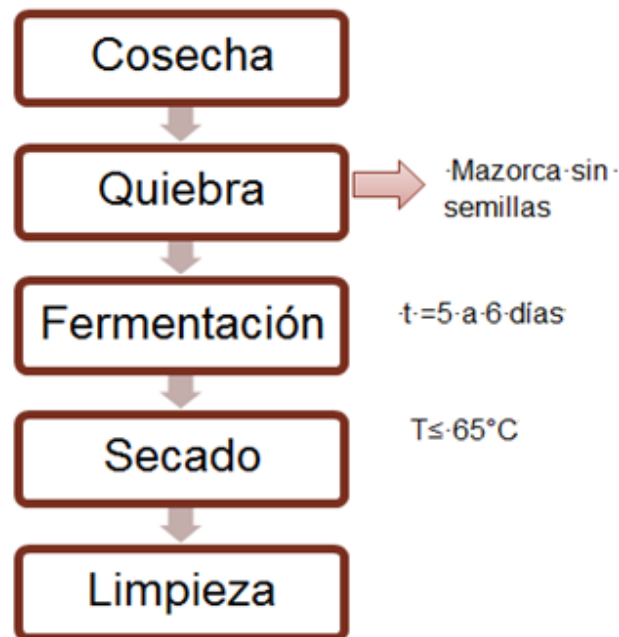 Cosecha
Quiebra
·Mazorca·sin·
semillas
Fermentación
·t·=5·a·6·días
Secado
T≤·65°C
Limpieza